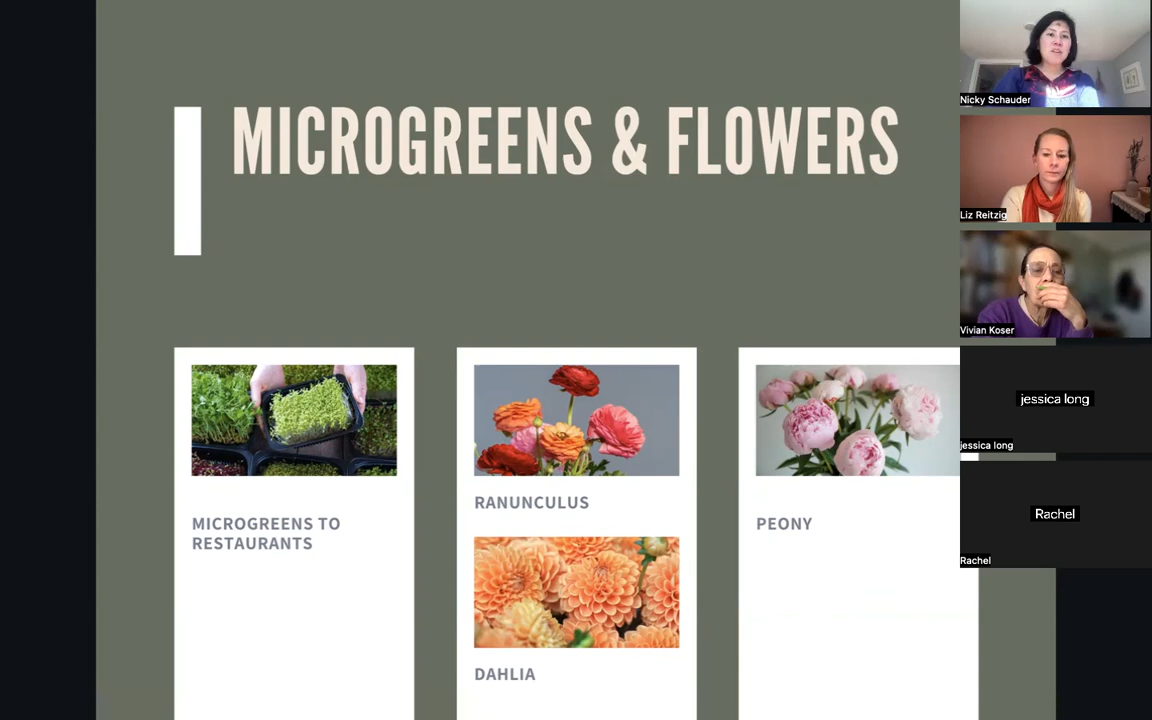 MICROGREENS & FLOWERS
MICROGREENS TO
RESTAURANTS
RANUNCULUS
DAHLIA
PEONY
Nicky Schauder
Liz Reitzig
Vivian Koser
jessica long
jessica long
Rachel
Rachel